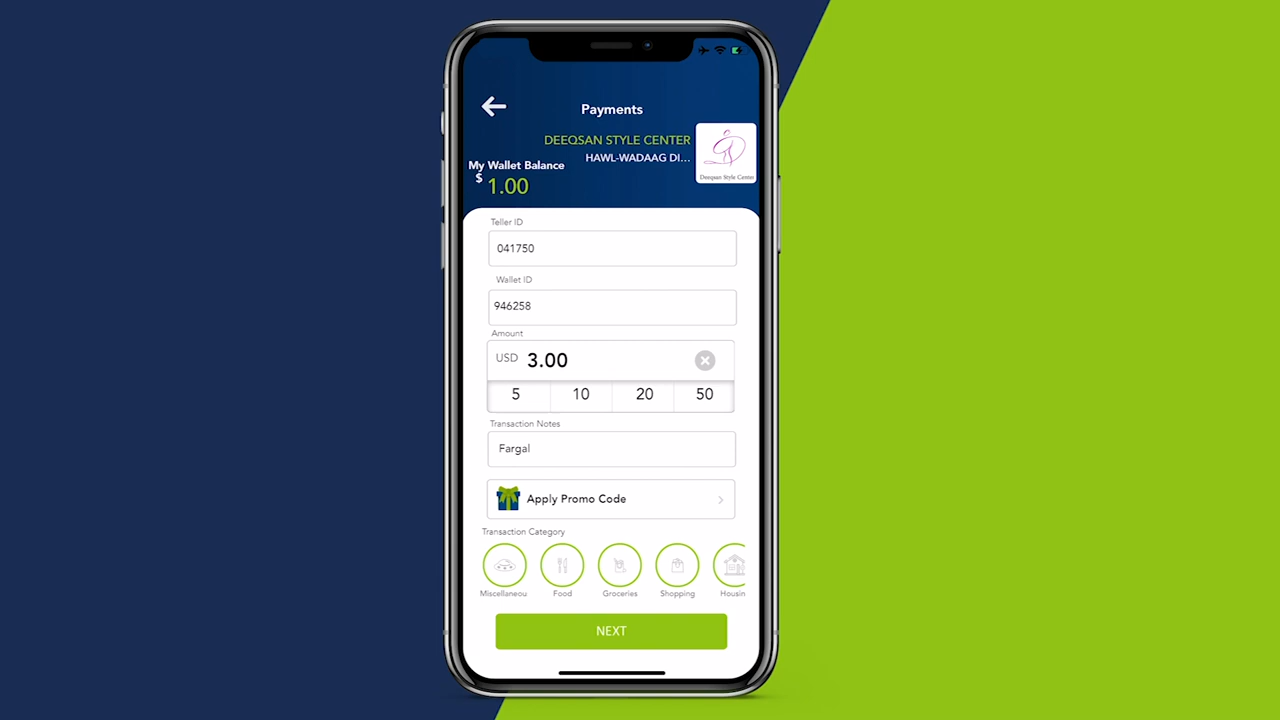 Payments
DEEQSAN STYLE CENTER
HAWL-WADAAG DI...
Deeqsan Style Center
My Wallet Balance
$ 1.00
Teller ID
041750
Wallet ID
946258
Amount
USD 3.00
5 10 20 50
Transaction Notes
Fargal
Apply Promo Code
Transaction Category
Miscellaneou Food Groceries Shopping Housin
NEXT